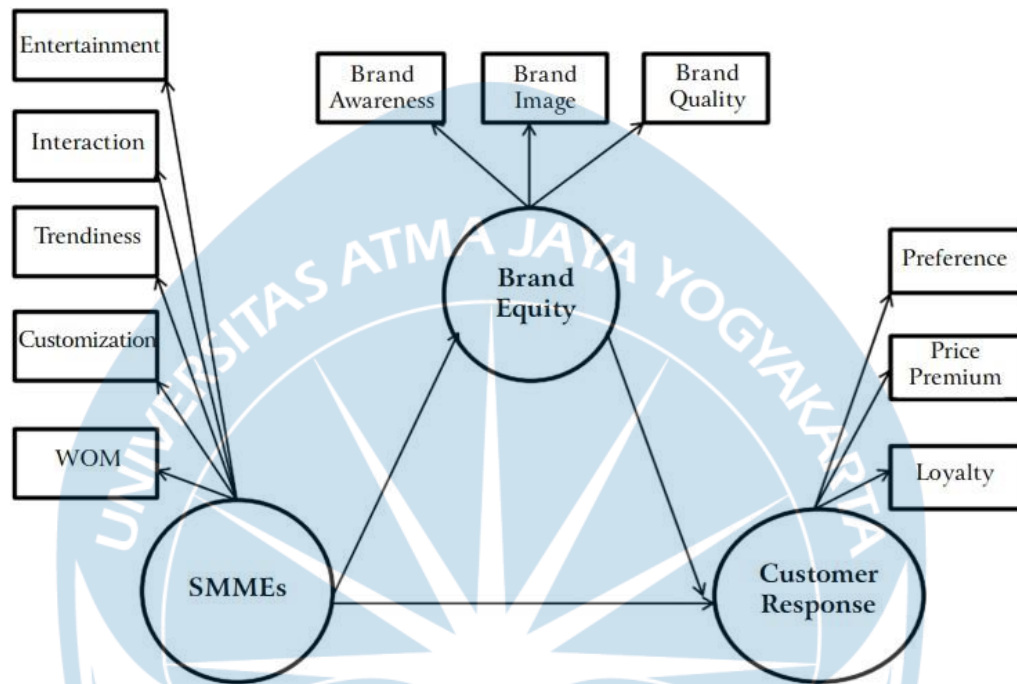 Entertainment
Interaction
Trendiness
Customization
WOM
SMMEs
Brand
Awareness
Brand
Image
Brand
Quality
Brand
Equity
Preference
Price
Premium
Loyalty
Customer
Response
UNIVERSITAS ATMA JAYA YOGYAKARTA